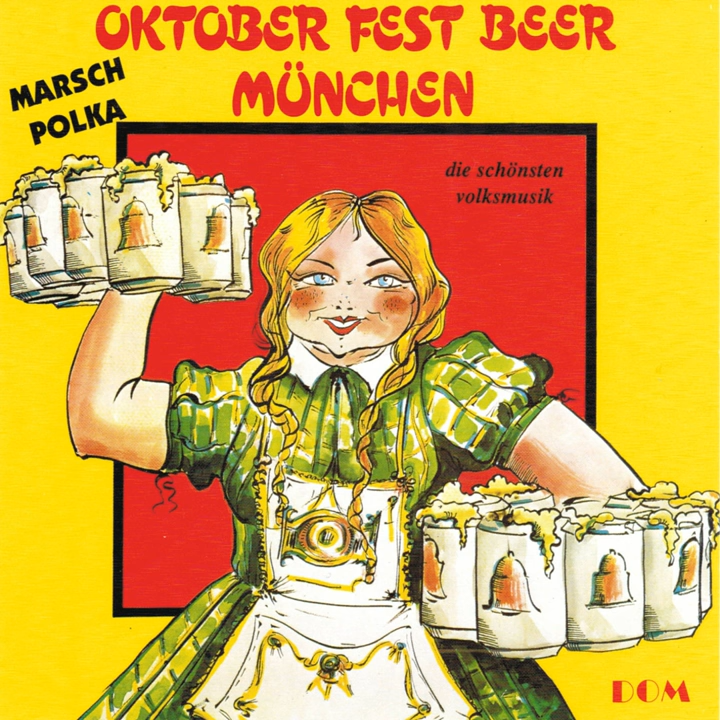 OKTOBER FEST BEER
MÜNCHEN
MARSCH
POLKA
die schönsten
volksmusik
DOM